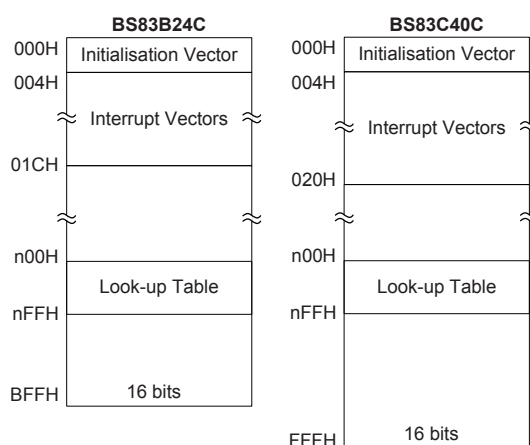 BS83B24C
000H
Initialisation Vector
004H
Interrupt Vectors
01CH
n00H
Look-up Table
nFFH
BFFH
16 bits
BS83C40C
000H
Initialisation Vector
004H
Interrupt Vectors
020H
n00H
Look-up Table
nFFH
FFFH
16 bits